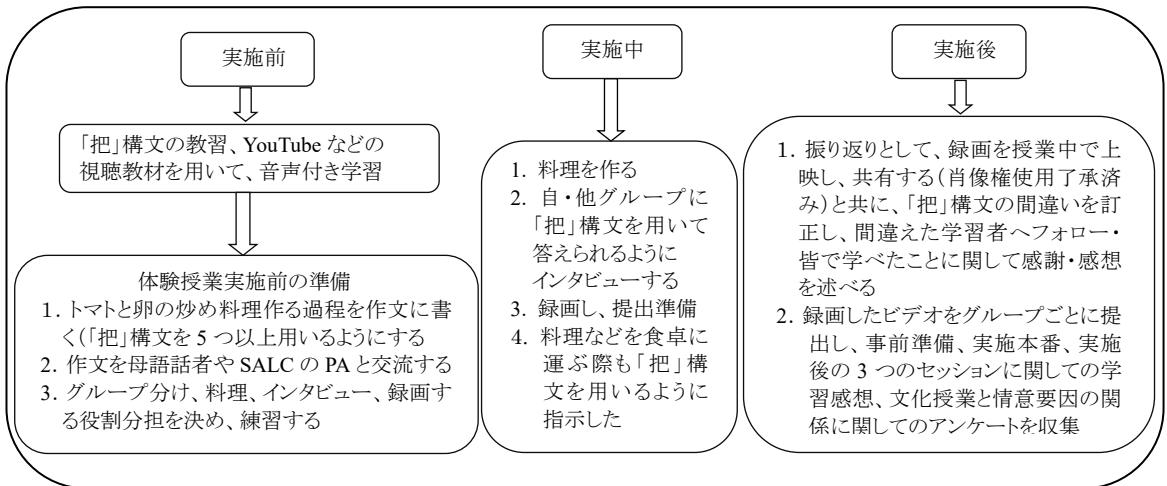 実施前
「把」構文の教習、YouTube などの
視聴教材を用いて、音声付き学習
体験授業実施前の準備
1. トマトと卵の炒め料理作る過程を作文に書
く(「把」構文を 5 つ以上用いるようにする
2. 作文を母語話者や SALC の PA と交流する
3. グループ分け、料理、インタビュー、録画す
る役割分担を決め、練習する
実施中
1. 料理を作る
2. 自・他グループに
「把」構文を用いて
答えられるように
インタビューする
3. 録画し、提出準備
4. 料理などを食卓に
運ぶ際も「把」構
文を用いるように
指示した
実施後
1. 振り返りとして、録画を授業中で上
映し、共有する(肖像権使用了承済
み)と共に、「把」構文の間違いを訂
正し、間違えた学習者へフォロー・
皆で学べたことに関して感謝・感想
を述べる
2. 録画したビデオをグループごとに提
出し、事前準備、実施本番、実施
後の 3 つのセッションに関しての学
習感想、文化授業と情意要因の関
係に関してのアンケートを収集